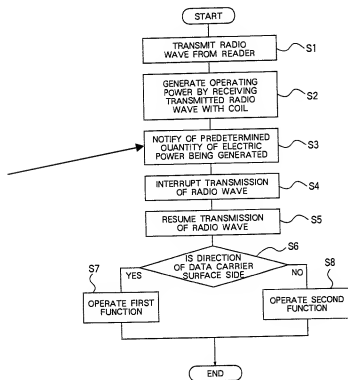 START
TRANSMIT RADIO
WAVE FROM READER
S1
GENERATE OPERATING
POWER BY RECEIVING
TRANSMITTED RADIO
WAVE WITH COIL
S2
NOTIFY OF PREDETERMINED
QUANTITY OF ELECTRIC
POWER BEING GENERATED
S3
INTERRUPT TRANSMISSION
OF RADIO WAVE
S4
RESUME TRANSMISSION
OF RADIO WAVE
S5
S6
IS DIRECTION
OF DATA CARRIER
SURFACE SIDE
S7
YES
NO
S8
OPERATE FIRST
FUNCTION
OPERATE SECOND
FUNCTION
END